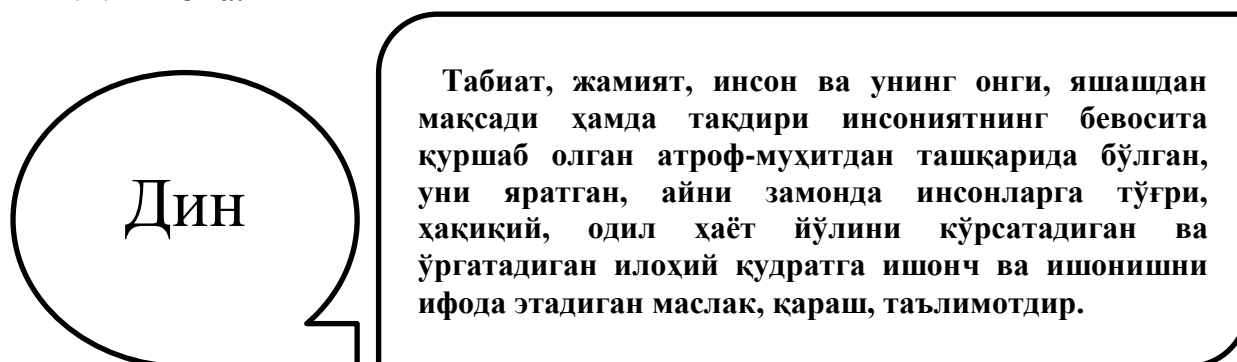 Дин
Табиат, жамият, инсон ва унинг онги, яшашдан
мақсади ҳамда тақдири инсониятнинг бевосита
қуршаб олган атроф-муҳитдан ташқарида бўлган,
уни яратган, айни замонда инсонларга тўғри,
ҳақиқий, одил ҳаёт йўлини кўрсатадиган ва
ўргатадиган илоҳий қудратга ишонч ва ишонишни
ифода этадиган маслак, қараш, таълимотдир.